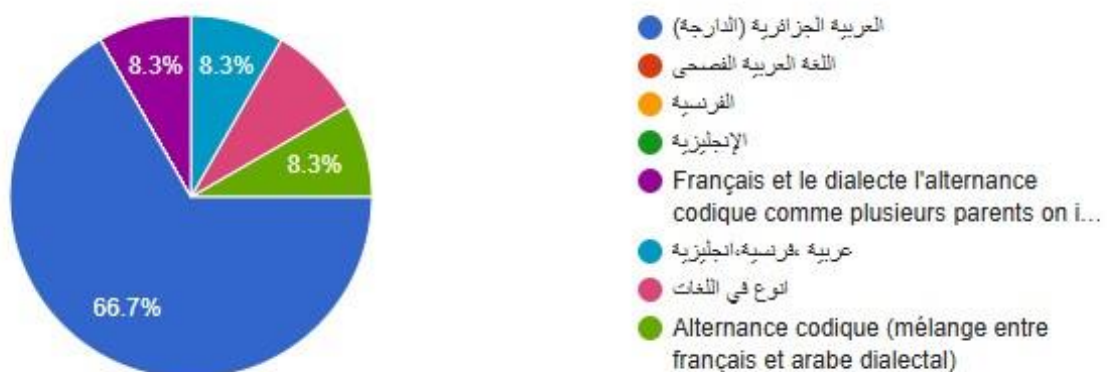 8.3%
8.3%
8.3%
66.7%
العربية الجزائرية (الدارجة)
اللغة العربية الفصحى
الفرنسية
الإنجليزية
Français et le dialecte l'alternance
codique comme plusieurs parents on i...
عربية ،فرنسية،انجليزية
انوع في اللغات
Alternance codique (mélange entre
français et arabe dialectal)